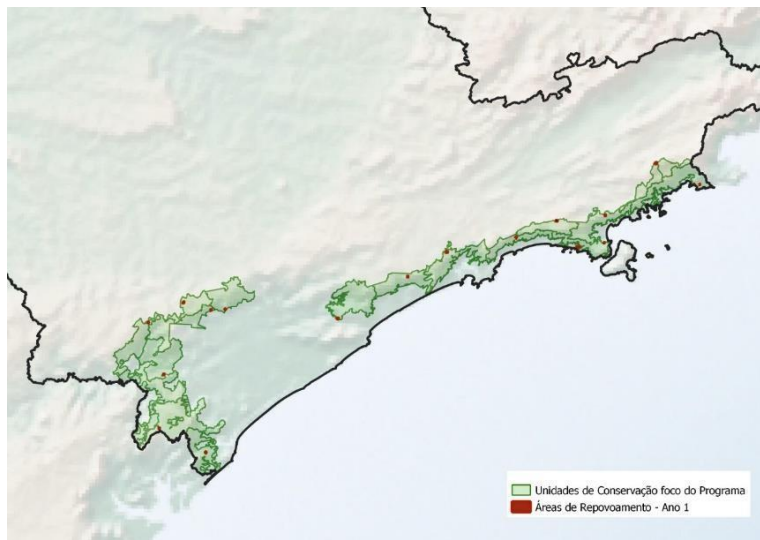 Unidades de Conservação foco do Programa
Áreas de Repovoamento - Ano 1